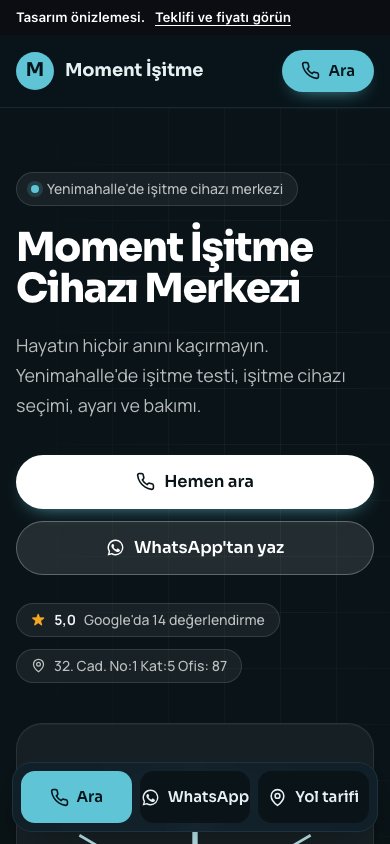 Tasarım önizlemesi. Teklifi ve fiyatı görün
M Moment İşitme
Ara
Yenimahalle'de işitme cihazı merkezi
Moment İşitme
Cihazı Merkezi
Hayatın hiçbir anını kaçırmayın.
Yenimahalle'de işitme testi, işitme cihazı
seçimi, ayarı ve bakımı.
Hemen ara
WhatsApp'tan yaz
5,0 Google'da 14 değerlendirme
32. Cad. No:1 Kat:5 Ofis: 87
Ara
WhatsApp
Yol tarifi